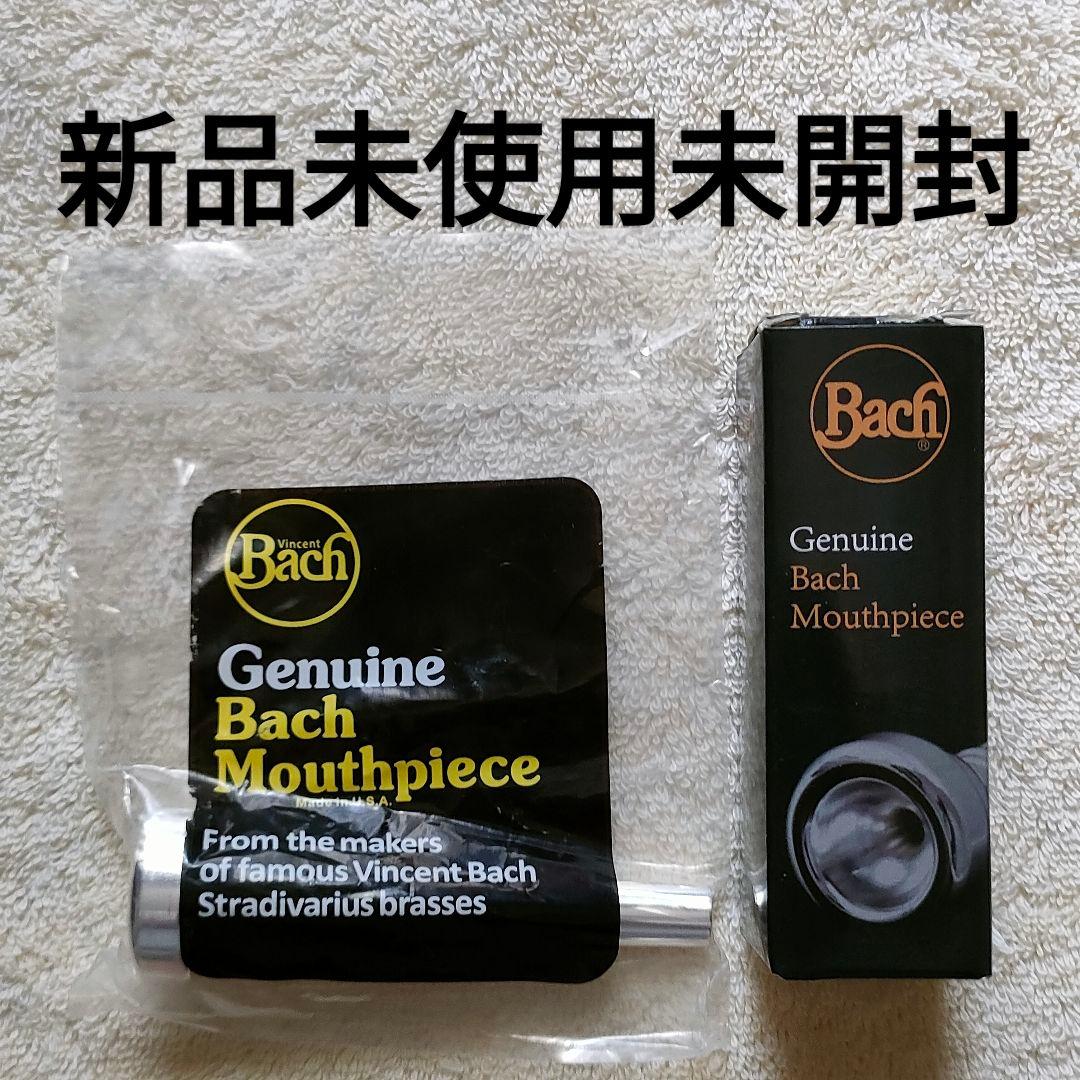 新品未使用未開封
Vincent
Bach
Genuine
Bach
Mouthpiece
Made in U.S.A.
From the makers
of famous Vincent Bach
Stradivarius brasses
Bach
®
Genuine
Bach
Mouthpiece